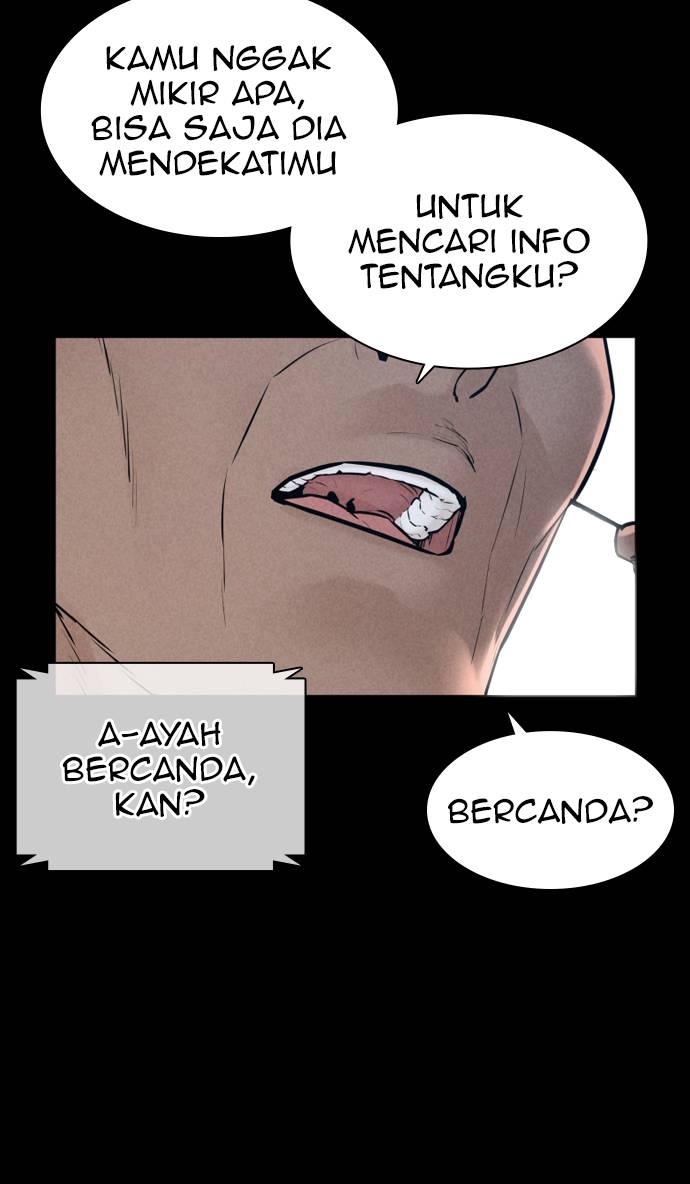 KAMU NGGAK
MIKIR APA,
BISA SAJA DIA
MENDEKATIMU
UNTUK
MENCARI INFO
TENTANGKU?
A-AYAH
BERCANDA,
KAN?
BERCANDA?